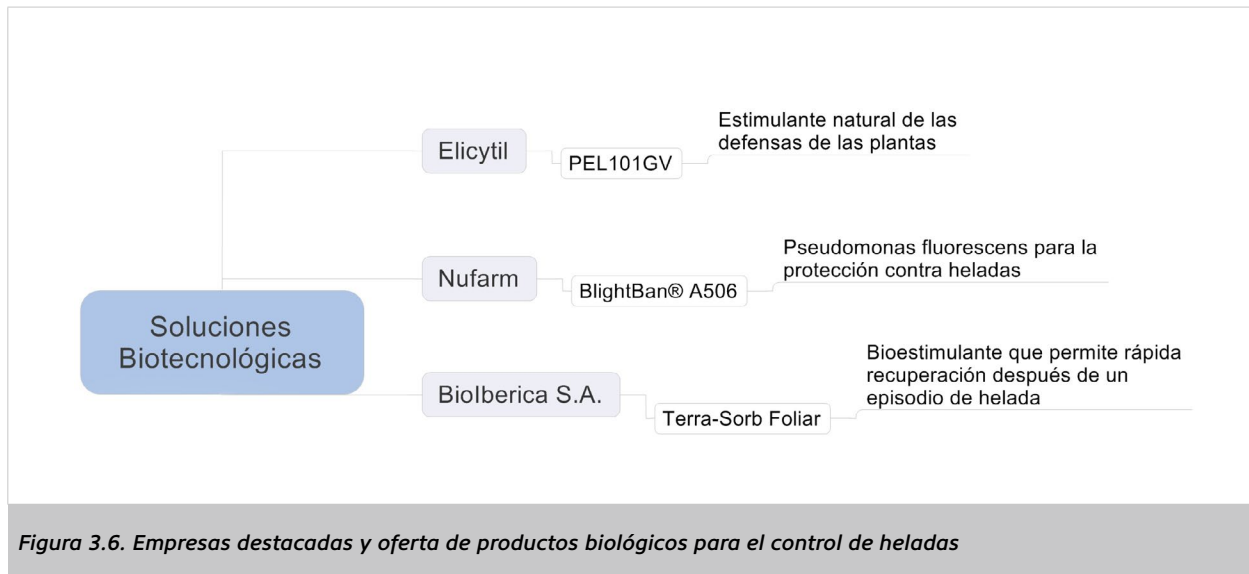 Soluciones
Biotecnológicas
Elicytil
PEL101GV
Estimulante natural de las
defensas de las plantas
Nufarm
BlightBan® A506
Pseudomonas fluorescens para la
protección contra heladas
BioIberica S.A.
Terra-Sorb Foliar
Bioestimulante que permite rápida
recuperación después de un
episodio de helada
Figura 3.6. Empresas destacadas y oferta de productos biológicos para el control de heladas